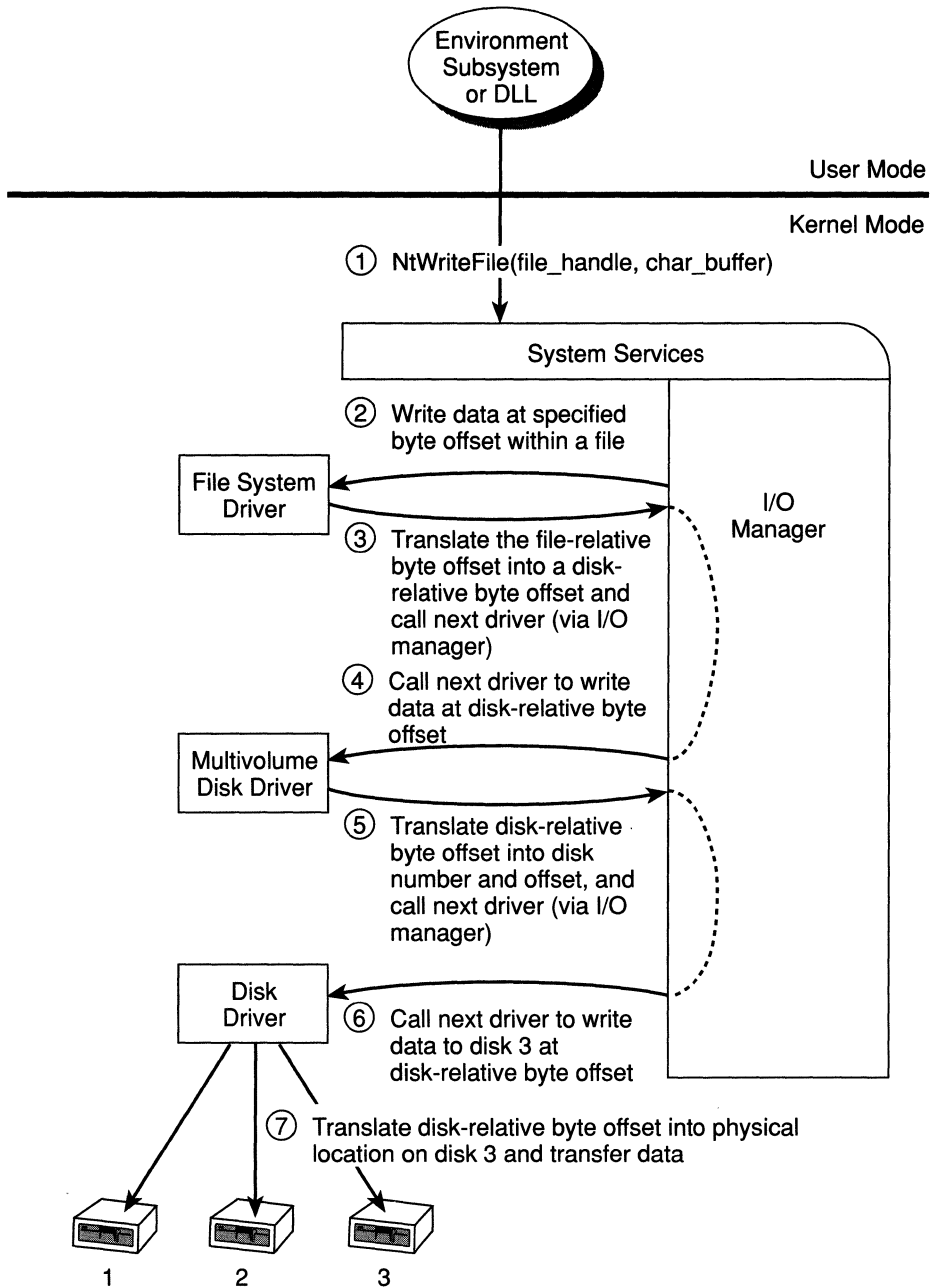 Environment
Subsystem
or DLL
User Mode
Kernel Mode
① NtWriteFile(file_handle, char_buffer)
System Services
② Write data at specified
byte offset within a file
File System
Driver
I/O
Manager
③ Translate the file-relative
byte offset into a disk-
relative byte offset and
call next driver (via I/O
manager)
④ Call next driver to write
data at disk-relative byte
offset
Multivolume
Disk Driver
⑤ Translate disk-relative
byte offset into disk
number and offset, and
call next driver (via I/O
manager)
Disk
Driver
⑥ Call next driver to write
data to disk 3 at
disk-relative byte offset
⑦ Translate disk-relative byte offset into physical
location on disk 3 and transfer data
1 2 3